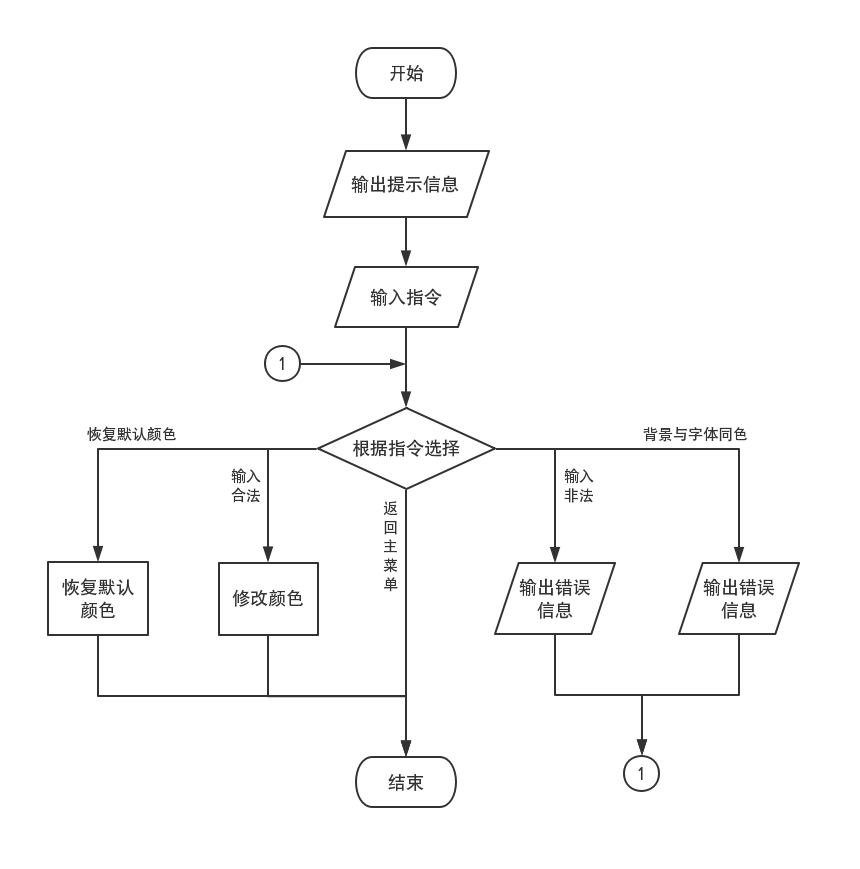 开始
输出提示信息
输入指令
1
根据指令选择
恢复默认颜色
背景与字体同色
输入
合法
返
回
主
菜
单
输入
非法
恢复默认
颜色
修改颜色
输出错误
信息
输出错误
信息
结束
1